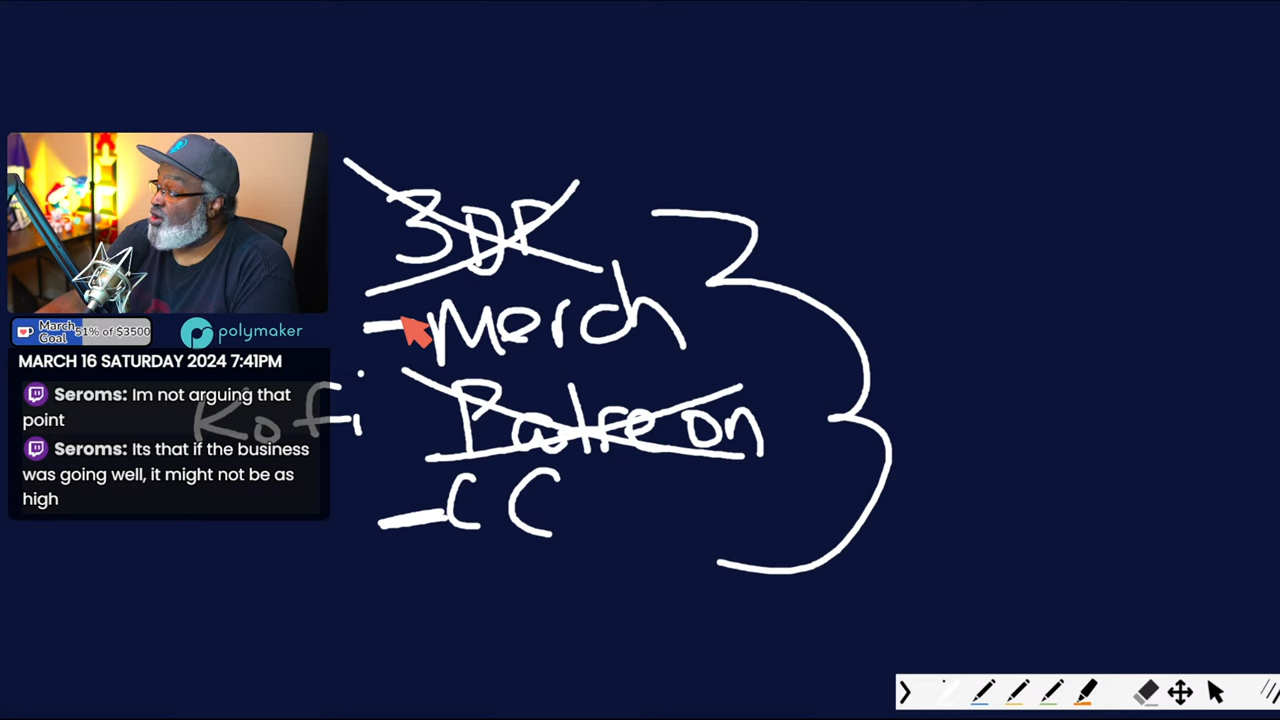 3DP
Merch
Patreon
CC
Kofi
March
Goal
51% of $3500
polymaker
MARCH 16 SATURDAY 2024 7:41PM
Seroms: Im not arguing that
point
Seroms: Its that if the business
was going well, it might not be as
high